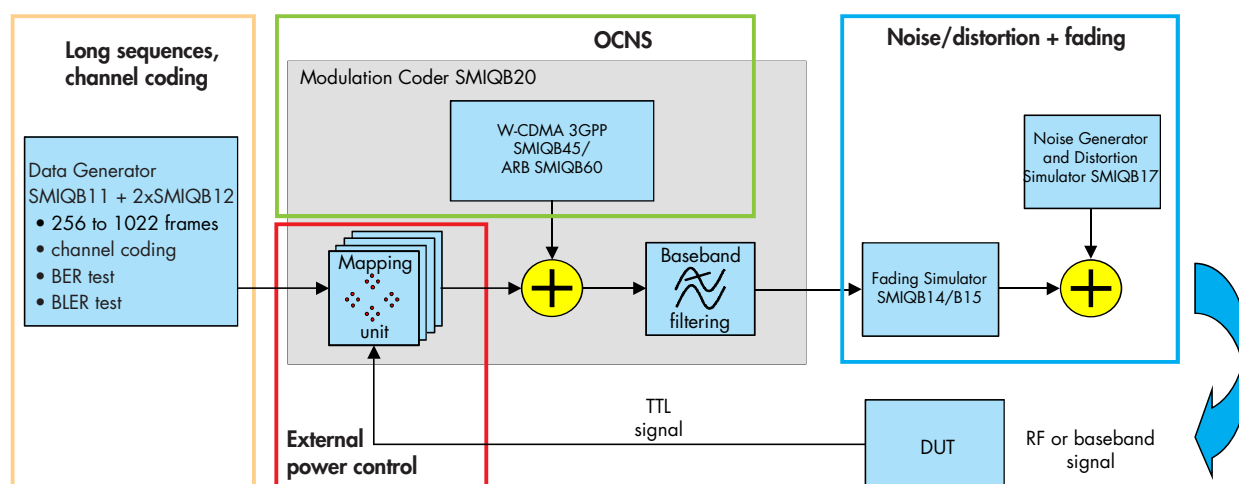 Long sequences,
channel coding
Data Generator
SMIQB11 + 2xSMIQB12
• 256 to 1022 frames
• channel coding
• BER test
• BLER test
OCNS
Modulation Coder SMIQB20
W-CDMA 3GPP
SMIQB45/
ARB SMIQB60
Mapping
unit
Baseband
filtering
External
power control
TTL
signal
Noise/distortion + fading
Noise Generator
and Distortion
Simulator SMIQB17
Fading Simulator
SMIQB14/B15
DUT
RF or baseband
signal